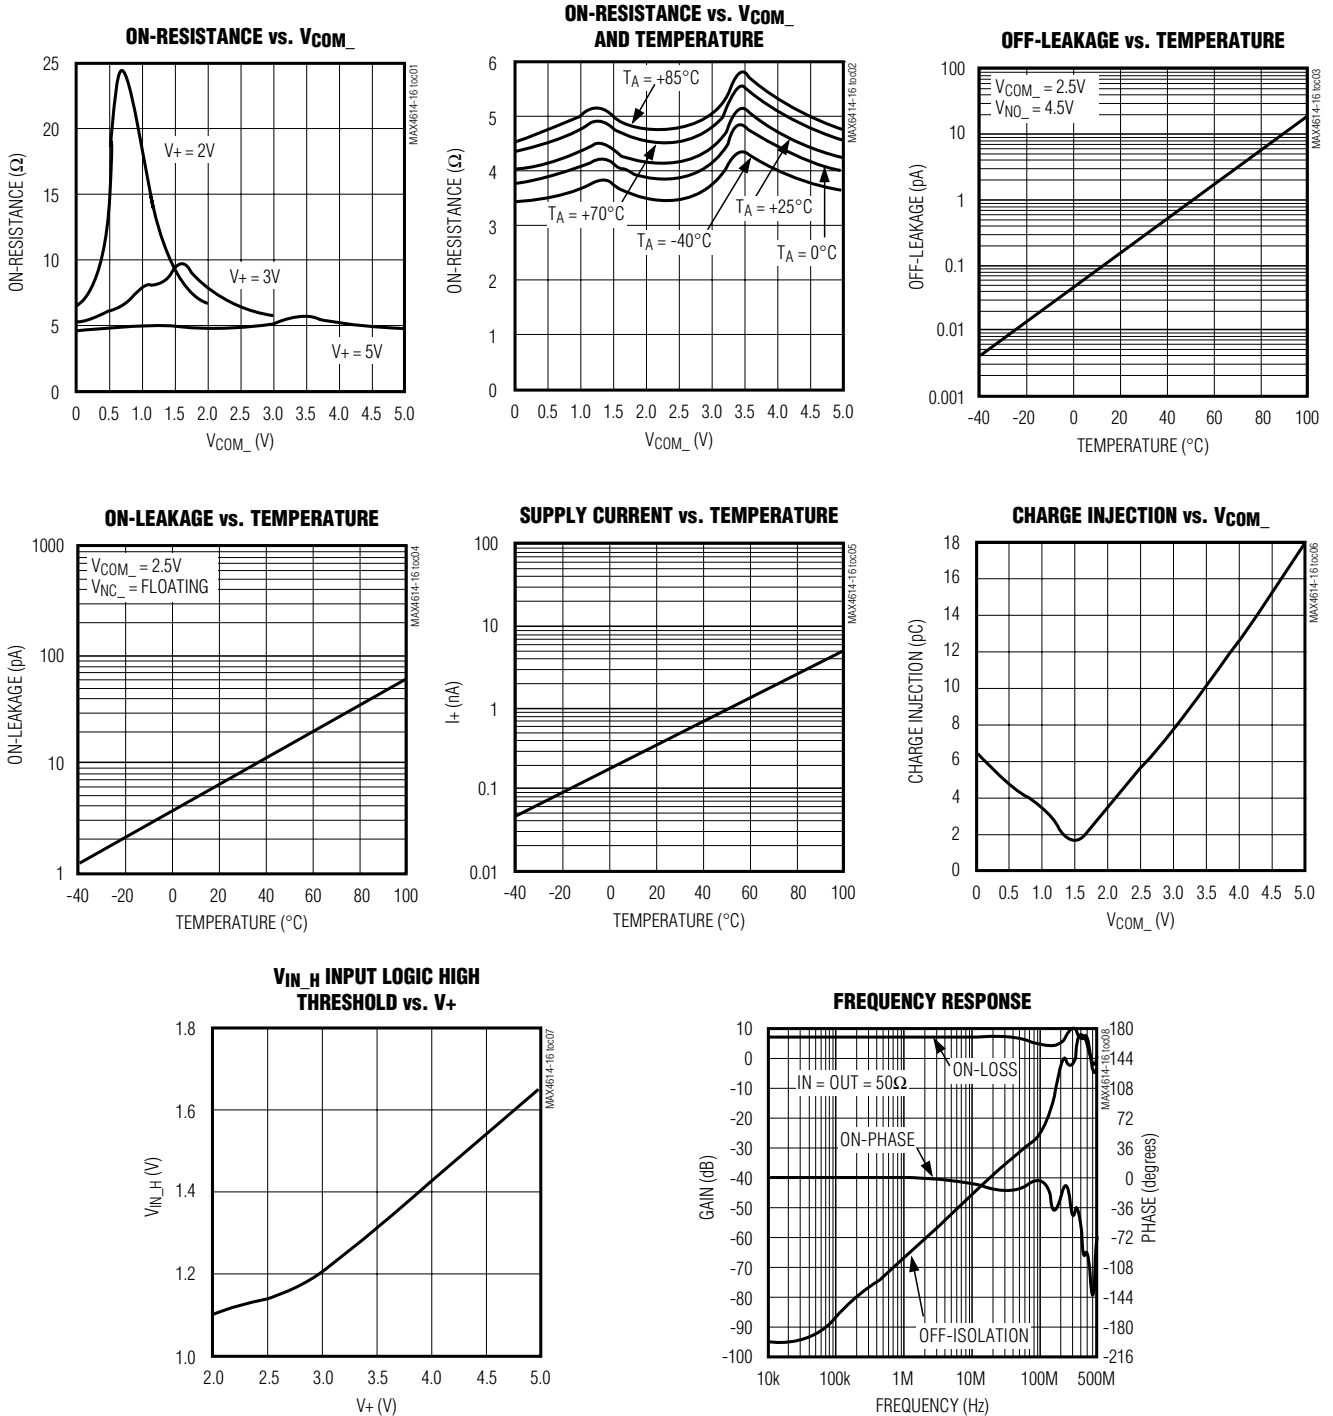 ON-RESISTANCE vs. VCOM_
25
20
15
10
5
0
ON-RESISTANCE (Ω)
V+ = 2V
V+ = 3V
V+ = 5V
0 0.5 1.0 1.5 2.0 2.5 3.0 3.5 4.0 4.5 5.0
VCOM_ (V)
MAX4614-16 toc01
ON-RESISTANCE vs. VCOM_
AND TEMPERATURE
6
5
4
3
2
1
0
ON-RESISTANCE (Ω)
TA = +85°C
TA = +70°C
TA = -40°C
TA = +25°C
TA = 0°C
0 0.5 1.0 1.5 2.0 2.5 3.0 3.5 4.0 4.5 5.0
VCOM_ (V)
MAX6414-16 toc02
OFF-LEAKAGE vs. TEMPERATURE
100
10
1
0.1
0.01
0.001
OFF-LEAKAGE (pA)
VCOM_ = 2.5V
VNO_ = 4.5V
-40 -20 0 20 40 60 80 100
TEMPERATURE (°C)
MAX4614-16 toc03
ON-LEAKAGE vs. TEMPERATURE
1000
100
10
1
ON-LEAKAGE (pA)
VCOM_ = 2.5V
VNC_ = FLOATING
-40 -20 0 20 40 60 80 100
TEMPERATURE (°C)
MAX4614-16 toc04
SUPPLY CURRENT vs. TEMPERATURE
100
10
1
0.1
0.01
I+ (nA)
-40 -20 0 20 40 60 80 100
TEMPERATURE (°C)
MAX4614-16 toc05
CHARGE INJECTION vs. VCOM_
18
16
14
12
10
8
6
4
2
0
CHARGE INJECTION (pC)
0 0.5 1.0 1.5 2.0 2.5 3.0 3.5 4.0 4.5 5.0
VCOM_ (V)
MAX4614-16 toc06
VIN_H INPUT LOGIC HIGH
THRESHOLD vs. V+
1.8
1.6
1.4
1.2
1.0
VIN_H (V)
2.0 2.5 3.0 3.5 4.0 4.5 5.0
V+ (V)
MAX4614-16 toc07
FREQUENCY RESPONSE
10
0
-10
-20
-30
-40
-50
-60
-70
-80
-90
-100
GAIN (dB)
ON-LOSS
IN = OUT = 50Ω
ON-PHASE
OFF-ISOLATION
180
144
108
72
36
0
-36
-72
-108
-144
-180
-216
PHASE (degrees)
10k 100k 1M 10M 100M 500M
FREQUENCY (Hz)
MAX4614-16 toc08